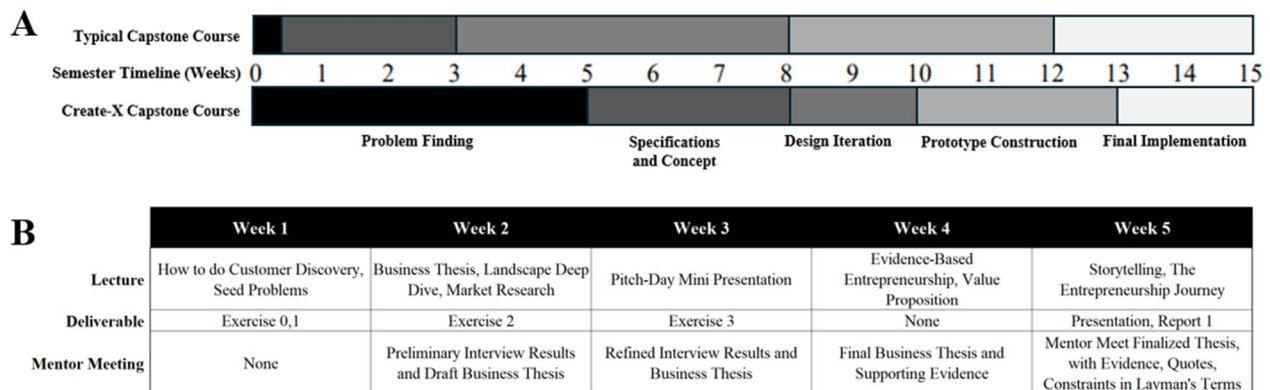 A
Typical Capstone Course
Semester Timeline (Weeks) 0 1 2 3 4 5 6 7 8 9 10 11 12 13 14 15
Create-X Capstone Course
Problem Finding
Specifications
and Concept
Design Iteration
Prototype Construction
Final Implementation
B
Week 1 Week 2 Week 3 Week 4 Week 5
Lecture
How to do Customer Discovery,
Seed Problems
Business Thesis, Landscape Deep
Dive, Market Research
Pitch-Day Mini Presentation
Evidence-Based
Entrepreneurship, Value
Proposition
Storytelling, The
Entrepreneurship Journey
Deliverable
Exercise 0,1
Exercise 2
Exercise 3
None
Presentation, Report 1
Mentor Meeting
None
Preliminary Interview Results
and Draft Business Thesis
Refined Interview Results and
Business Thesis
Final Business Thesis and
Supporting Evidence
Mentor Meet Finalized Thesis,
with Evidence, Quotes,
Constraints in Layman's Terms